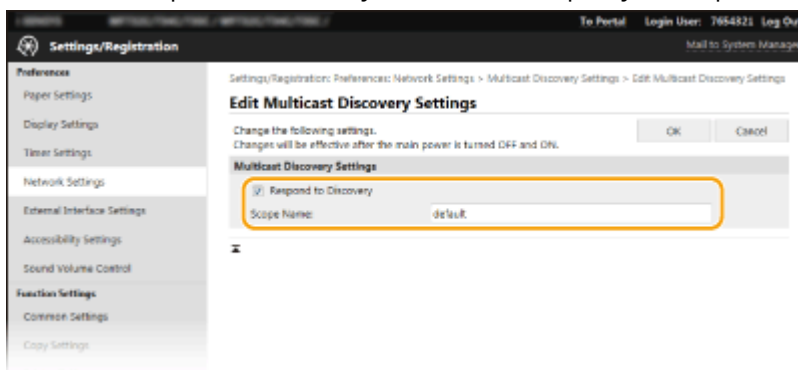 To Portal Login User: 7654321 Log Out
Settings/Registration
Mail to System Manager
Preferences
Paper Settings
Display Settings
Timer Settings
Network Settings
External Interface Settings
Accessibility Settings
Sound Volume Control
Function Settings
Common Settings
Copy Settings
Settings/Registration: Preferences: Network Settings > Multicast Discovery Settings > Edit Multicast Discovery Settings
Edit Multicast Discovery Settings
Change the following settings.
Changes will be effective after the main power is turned OFF and ON.
OK Cancel
Multicast Discovery Settings
Respond to Discovery
Scope Name: default